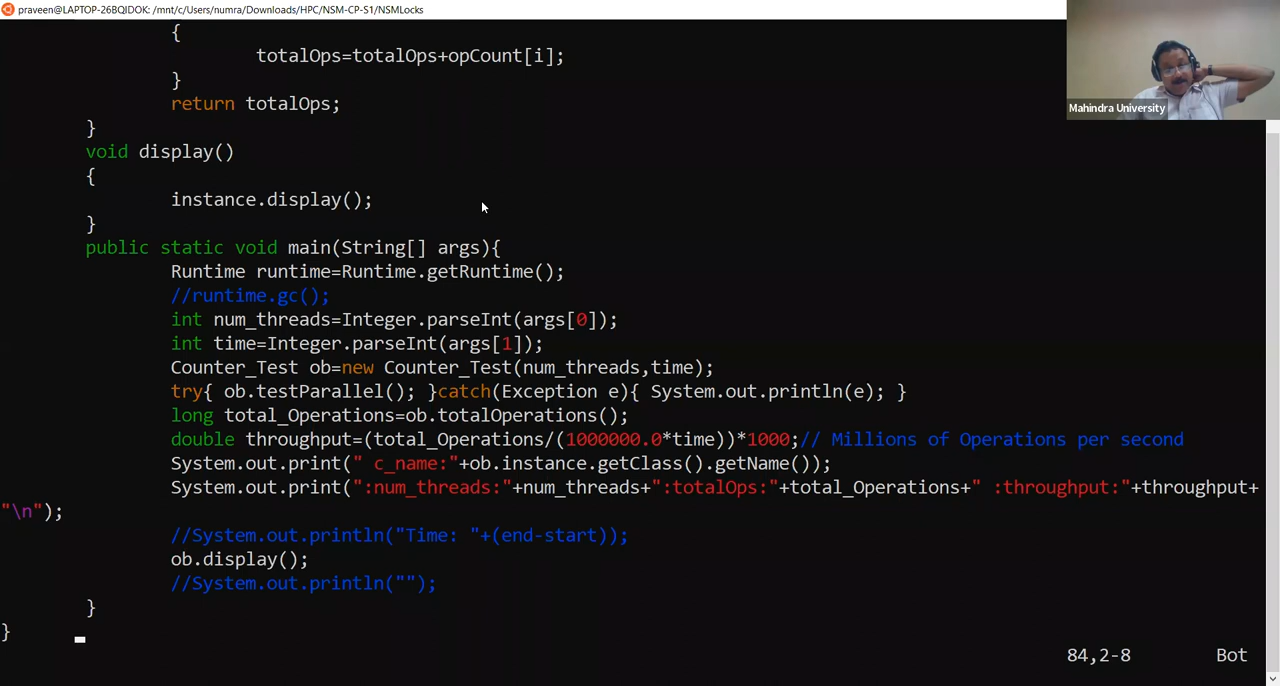 praveen@LAPTOP-26BQIDOK: /mnt/c/Users/numra/Downloads/HPC/NSM-CP-S1/NSMLocks
Mahindra University
{
totalOps=totalOps+opCount[i];
}
return totalOps;
}
void display()
{
instance.display();
}
public static void main(String[] args){
Runtime runtime=Runtime.getRuntime();
//runtime.gc();
int num_threads=Integer.parseInt(args[0]);
int time=Integer.parseInt(args[1]);
Counter_Test ob=new Counter_Test(num_threads,time);
try{ ob.testParallel(); }catch(Exception e){ System.out.println(e); }
long total_Operations=ob.totalOperations();
double throughput=(total_Operations/(1000000.0*time))*1000;// Millions of Operations per second
System.out.print(" c_name:"+ob.instance.getClass().getName());
System.out.print(":num_threads:"+num_threads+":totalOps:"+total_Operations+" :throughput:"+throughput+
"\n");
//System.out.println("Time: "+(end-start));
ob.display();
//System.out.println("");
}
}
84,2-8 Bot